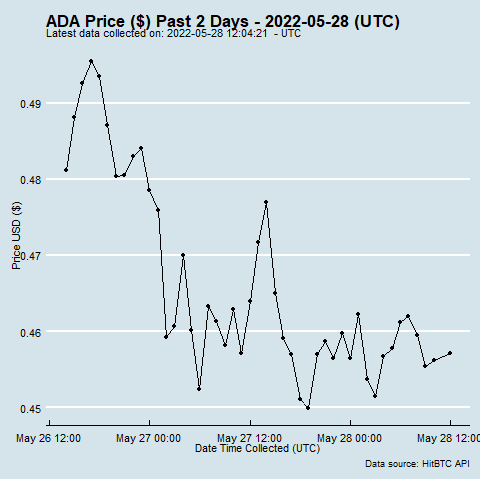 ADA Price ($) Past 2 Days - 2022-05-28 (UTC)
Latest data collected on: 2022-05-28 12:04:21 - UTC
0.49
0.48
0.47
0.46
0.45
Price USD ($)
May 26 12:00 May 27 00:00 May 27 12:00 May 28 00:00 May 28 12:00
Date Time Collected (UTC)
Data source: HitBTC API